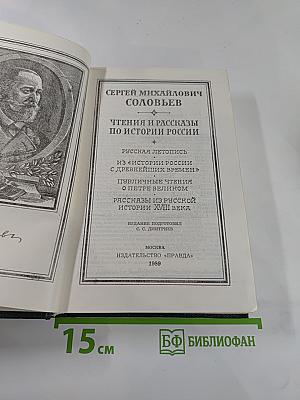 СЕРГЕЙ МИХАЙЛОВИЧ
СОЛОВЬЕВ
ЧТЕНИЯ И РАССКАЗЫ
ПО ИСТОРИИ РОССИИ
РУССКАЯ ЛЕТОПИСЬ
ИЗ «ИСТОРИИ РОССИИ
С ДРЕВНЕЙШИХ ВРЕМЕН»
ПУБЛИЧНЫЕ ЧТЕНИЯ
О ПЕТРЕ ВЕЛИКОМ
РАССКАЗЫ ИЗ РУССКОЙ
ИСТОРИИ XVIII ВЕКА
ИЗДАНИЕ ПОДГОТОВИЛ
С. С. ДМИТРИЕВ
МОСКВА
ИЗДАТЕЛЬСТВО «ПРАВДА»
1989
15 см
БФ БИБЛИОФАН